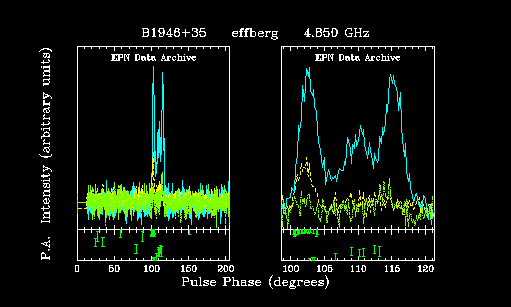 B1946+35 effberg 4.850 GHz
EPN Data Archive EPN Data Archive
P.A. Intensity (arbitrary units)
0 50 100 150 200 100 105 110 115 120
Pulse Phase (degrees)